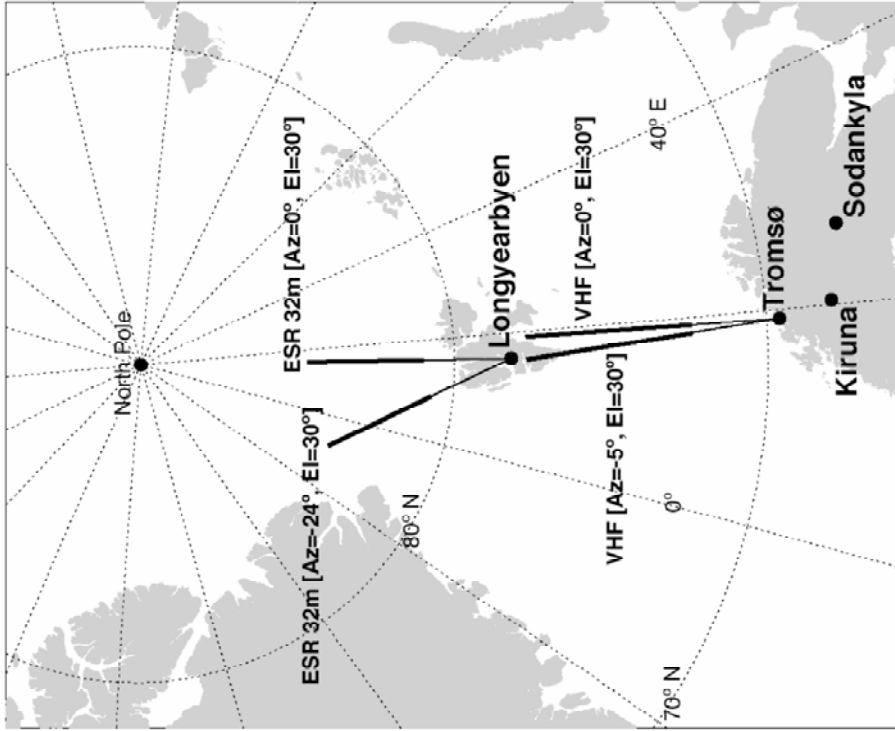 North Pole
ESR 32m [Az=0°, El=30°]
ESR 32m [Az=-24°, El=30°]
80° N
Longyearbyen
VHF [Az=0°, El=30°]
VHF [Az=-5°, El=30°]
40° E
0°
70° N
Tromsø
Kiruna
Sodankyla